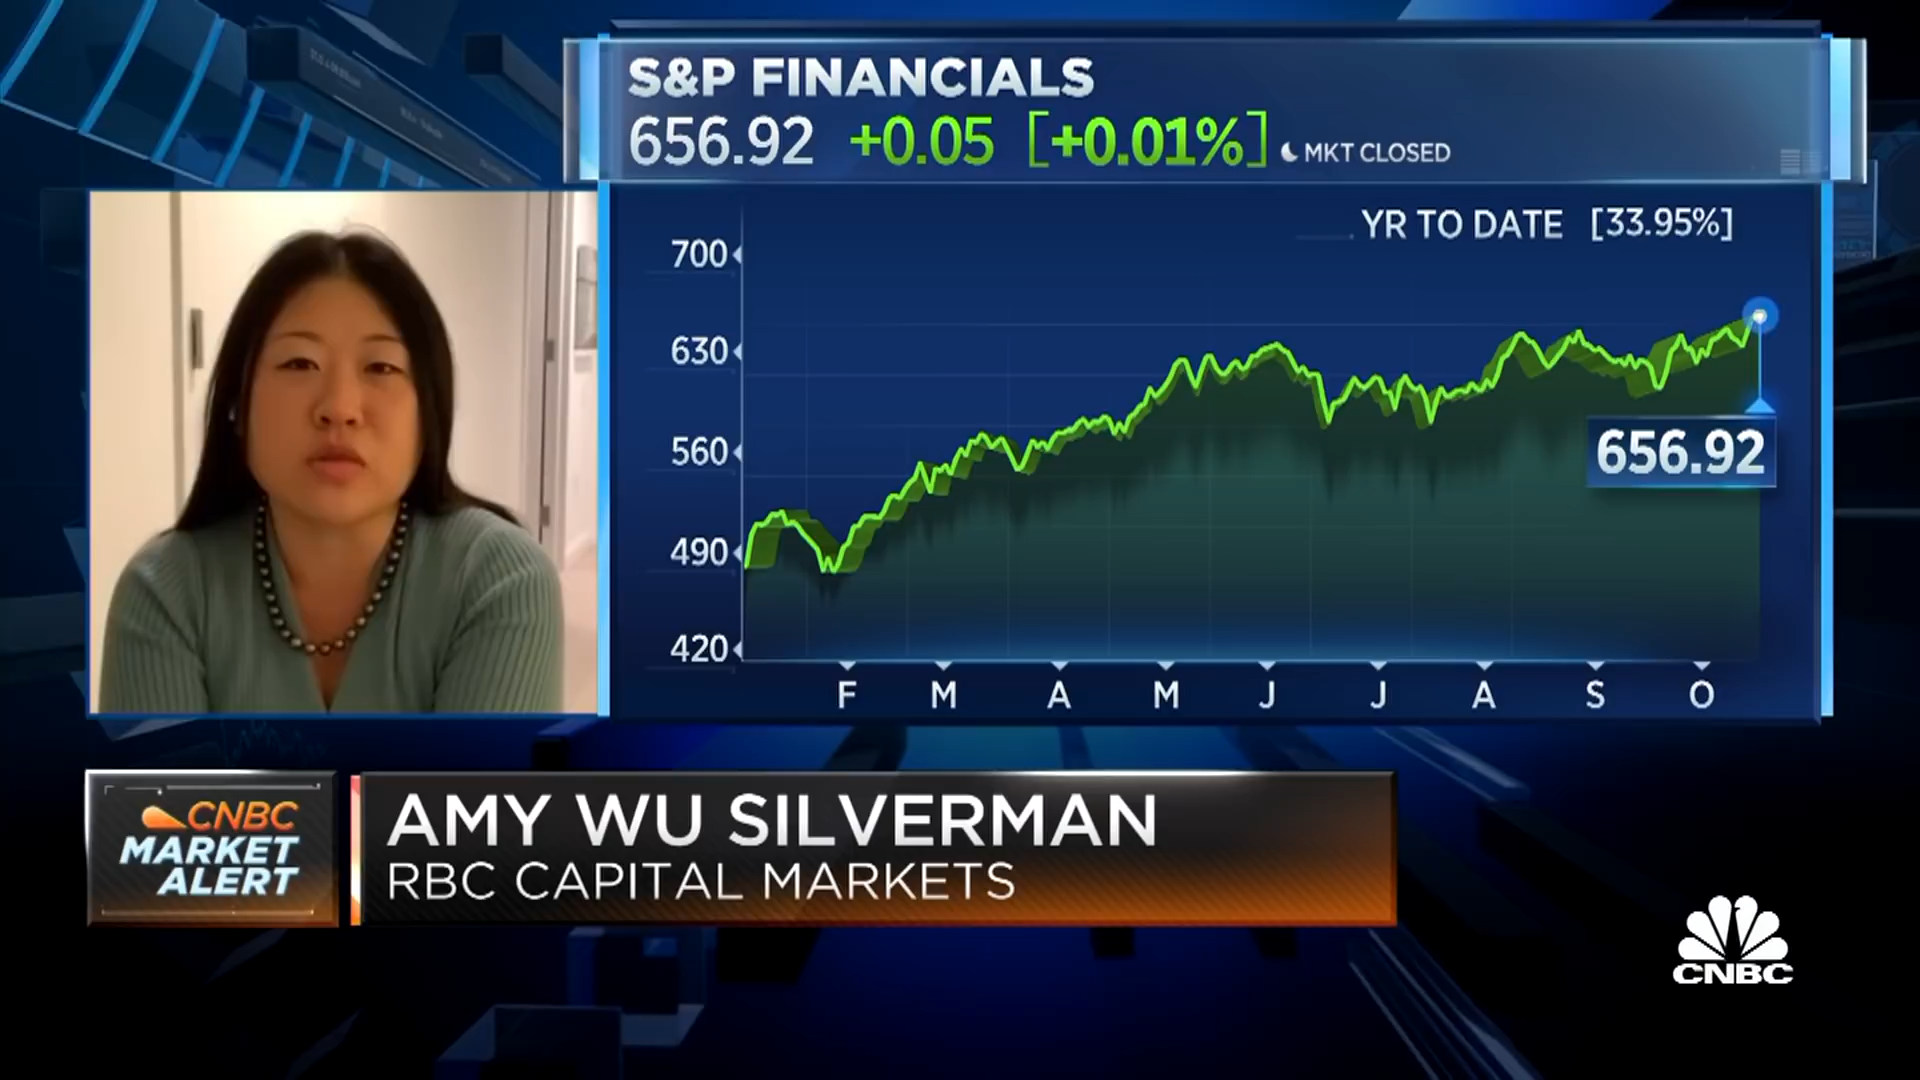 S&P FINANCIALS
656.92 +0.05 [+0.01%] MKT CLOSED
YR TO DATE [33.95%]
700
630
560
490
420
656.92
F M A M J J A S O
CNBC
MARKET
ALERT
AMY WU SILVERMAN
RBC CAPITAL MARKETS
CNBC